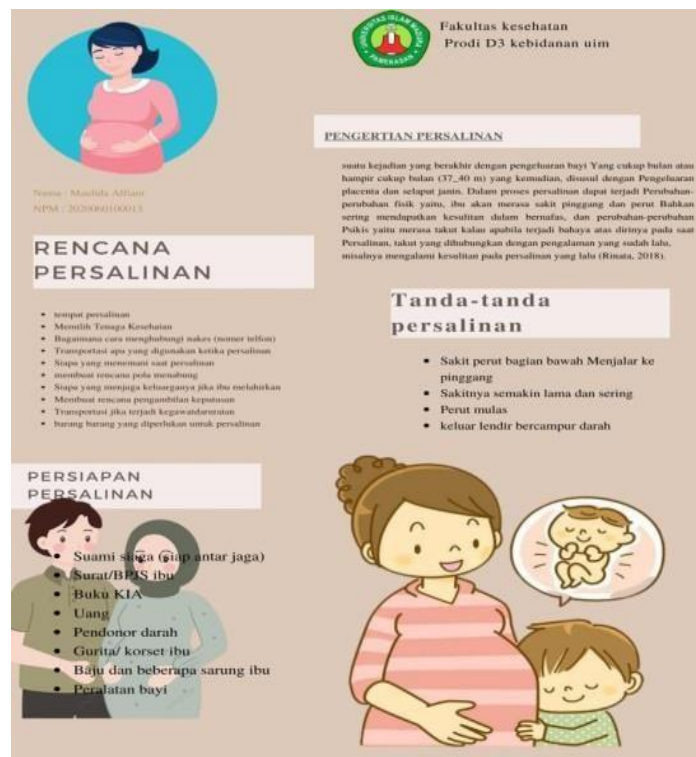 UNIVERSITAS ISLAM MADURA
PAMEKASAN
Fakultas kesehatan
Prodi D3 kebidanan uim
Nama : Maulida Alfiani
NPM :
RENCANA
PERSALINAN
tempat persalinan
Memilih Tenaga Kesehatan
Bagaimana cara menghubungi nakes (nomer telfon)
Transportasi apa yang digunakan ketika persalinan
Siapa yang menemani saat persalinan
membuat rencana pola menabung
Siapa yang menjaga keluarganya jika ibu melahirkan
Membuat rencana pengambilan keputusan
Transportasi jika terjadi kegawatdaruratan
barang barang yang diperlukan untuk persalinan
PERSIAPAN
PERSALINAN
Suami siaga (siap antar jaga)
Surat/BPJS ibu
Buku KIA
Uang
Pendonor darah
Gurita/ korset ibu
Baju dan beberapa sarung ibu
Peralatan bayi
PENGERTIAN PERSALINAN
suatu kejadian yang berakhir dengan pengeluaran bayi Yang cukup bulan atau
hampir cukup bulan (37_40 m) yang kemudian, disusul dengan Pengeluaran
placenta dan selaput janin. Dalam proses persalinan dapat terjadi Perubahan-
perubahan fisik yaitu, ibu akan merasa sakit pinggang dan perut Bahkan
sering mendapatkan kesulitan dalam bernafas, dan perubahan-perubahan
Psikis yaitu merasa takut kalau apabila terjadi bahaya atas dirinya pada saat
Persalinan, takut yang dihubungkan dengan pengalaman yang sudah lalu,
misalnya mengalami kesulitan pada persalinan yang lalu (Rinata, 2018).
Tanda-tanda
persalinan
Sakit perut bagian bawah Menjalar ke
pinggang
Sakitnya semakin lama dan sering
Perut mulas
keluar lendir bercampur darah